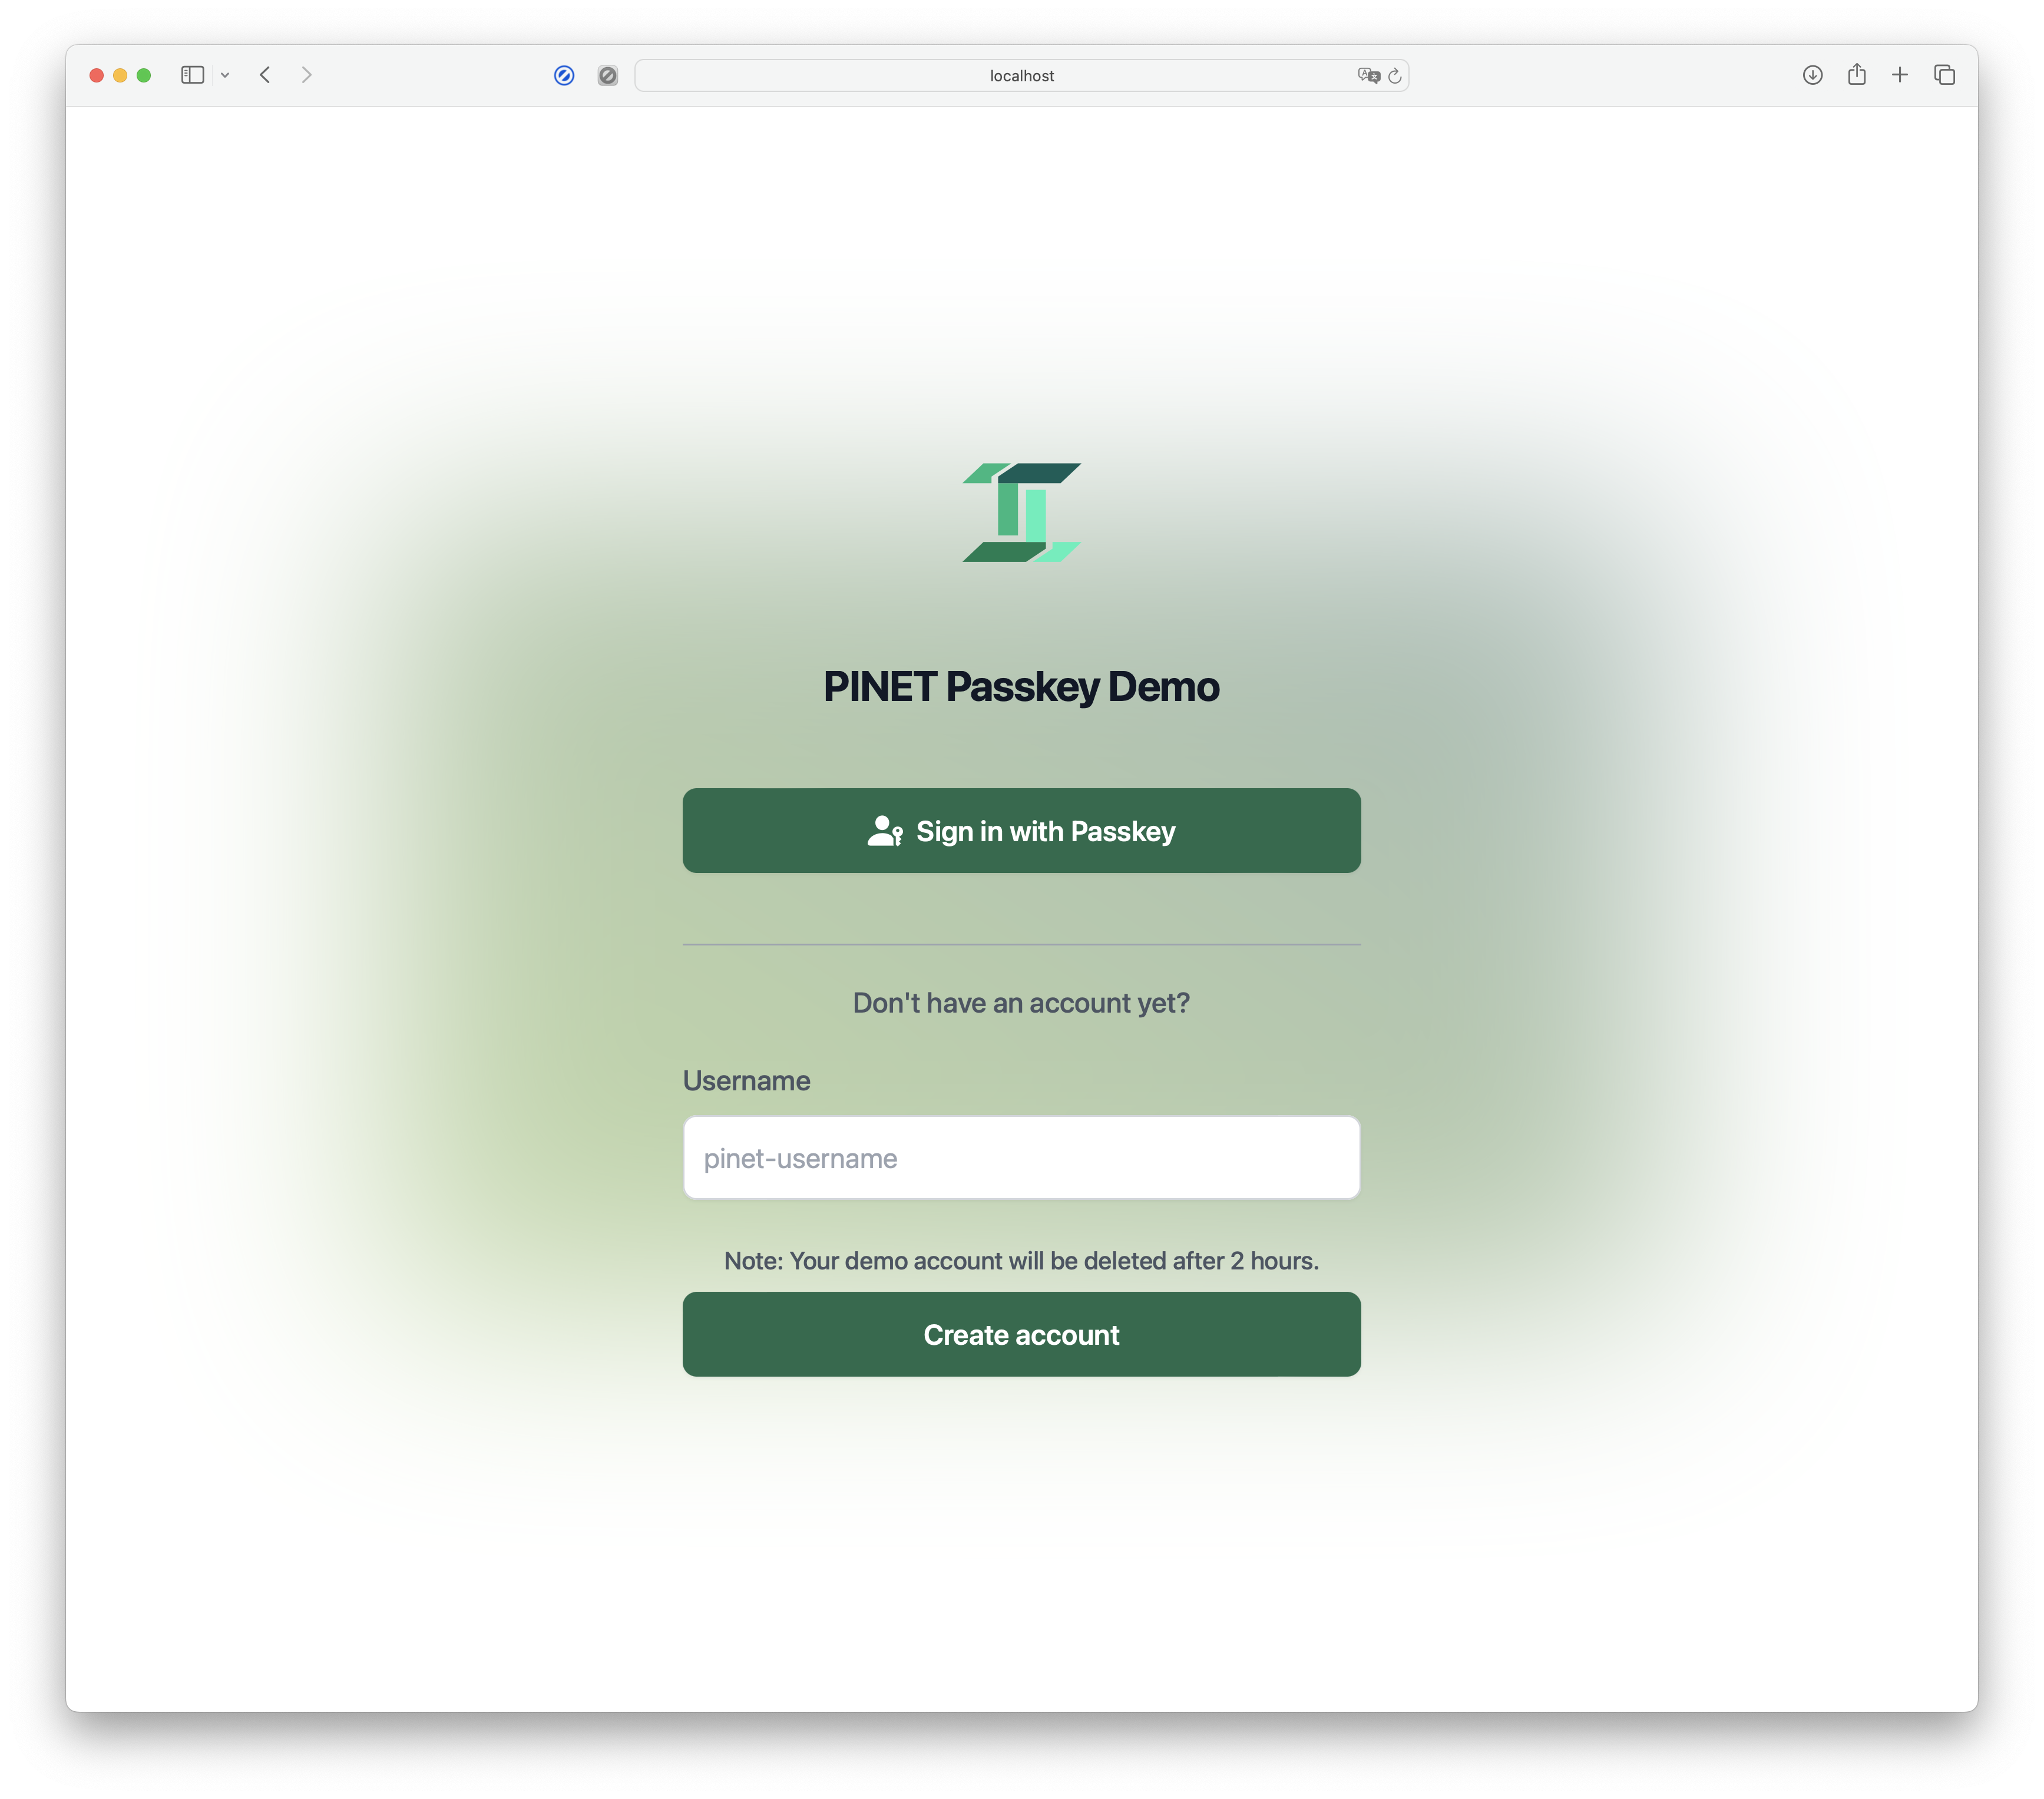 localhost
PINET Passkey Demo
Sign in with Passkey
Don't have an account yet?
Username
pinet-username
Note: Your demo account will be deleted after 2 hours.
Create account